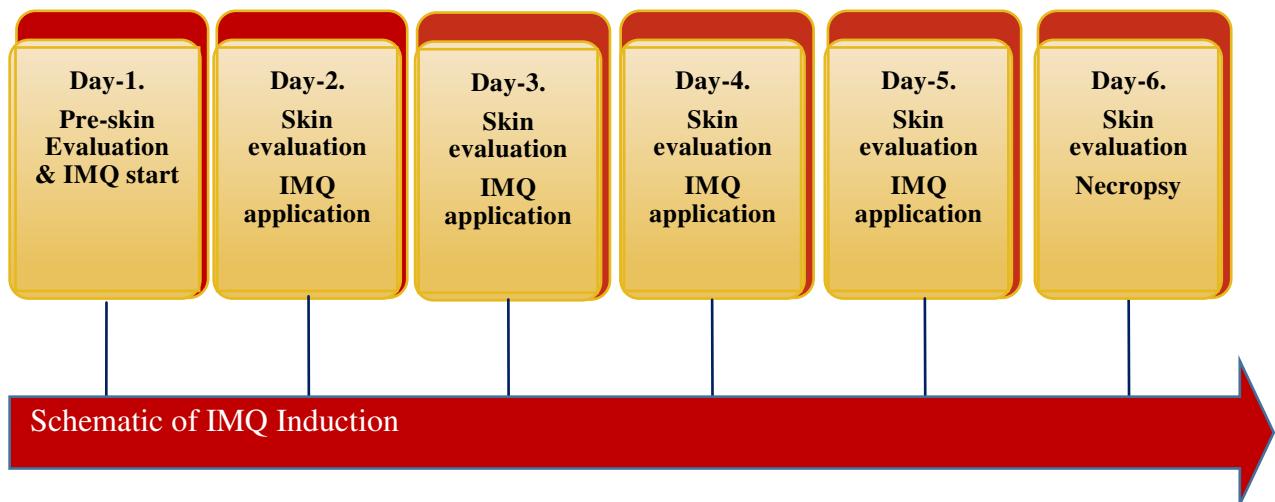 Day-1.
Pre-skin
Evaluation
& IMQ start
Day-2.
Skin
evaluation
IMQ
application
Day-3.
Skin
evaluation
IMQ
application
Day-4.
Skin
evaluation
IMQ
application
Day-5.
Skin
evaluation
IMQ
application
Day-6.
Skin
evaluation
Necropsy
Schematic of IMQ Induction